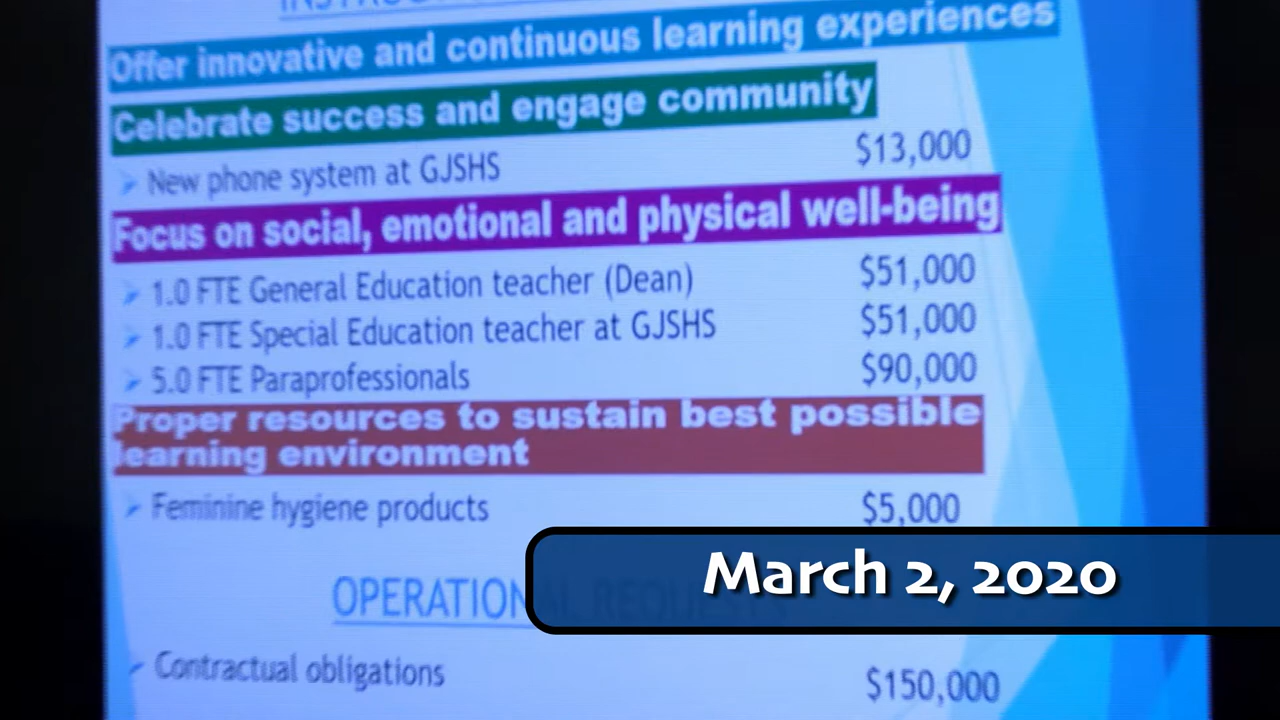 Offer innovative and continuous learning experiences
Celebrate success and engage community
New phone system at GJSHS $13,000
Focus on social, emotional and physical well-being
1.0 FTE General Education teacher (Dean) $51,000
1.0 FTE Special Education teacher at GJSHS $51,000
5.0 FTE Paraprofessionals $90,000
Proper resources to sustain best possible
learning environment
Feminine hygiene products $5,000
OPERATIONAL REQUESTS
March 2, 2020
Contractual obligations $150,000